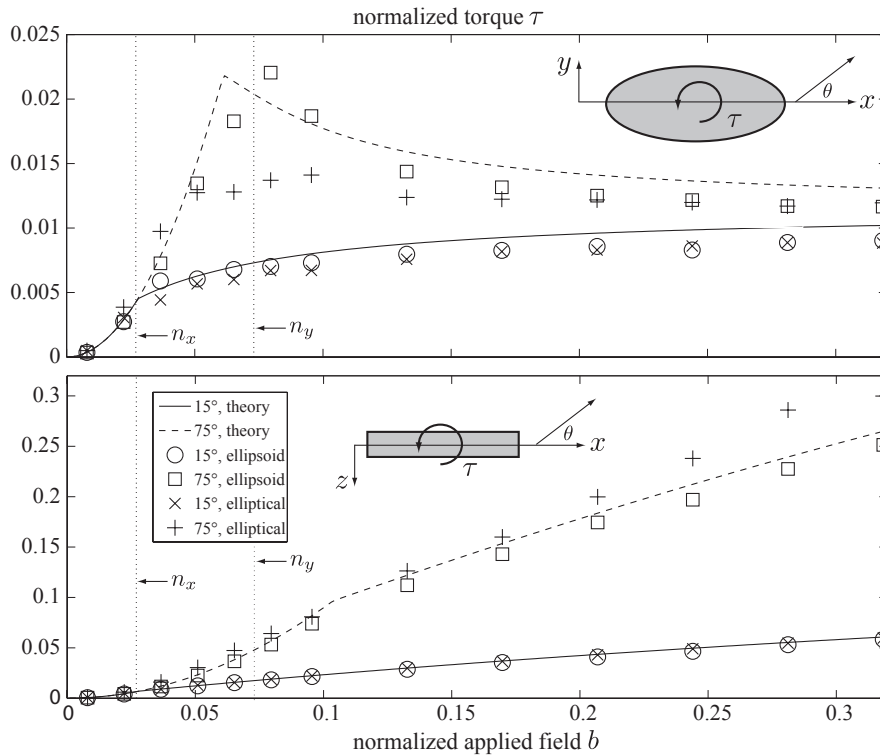 normalized torque τ
0.025
0.02
0.015
0.01
0.005
0
y
x
θ
τ
n_x
n_y
0.3
0.25
0.2
0.15
0.1
0.05
0
15°, theory
75°, theory
15°, ellipsoid
75°, ellipsoid
15°, elliptical
75°, elliptical
z
x
θ
τ
n_x
n_y
0 0.05 0.1 0.15 0.2 0.25 0.3
normalized applied field b